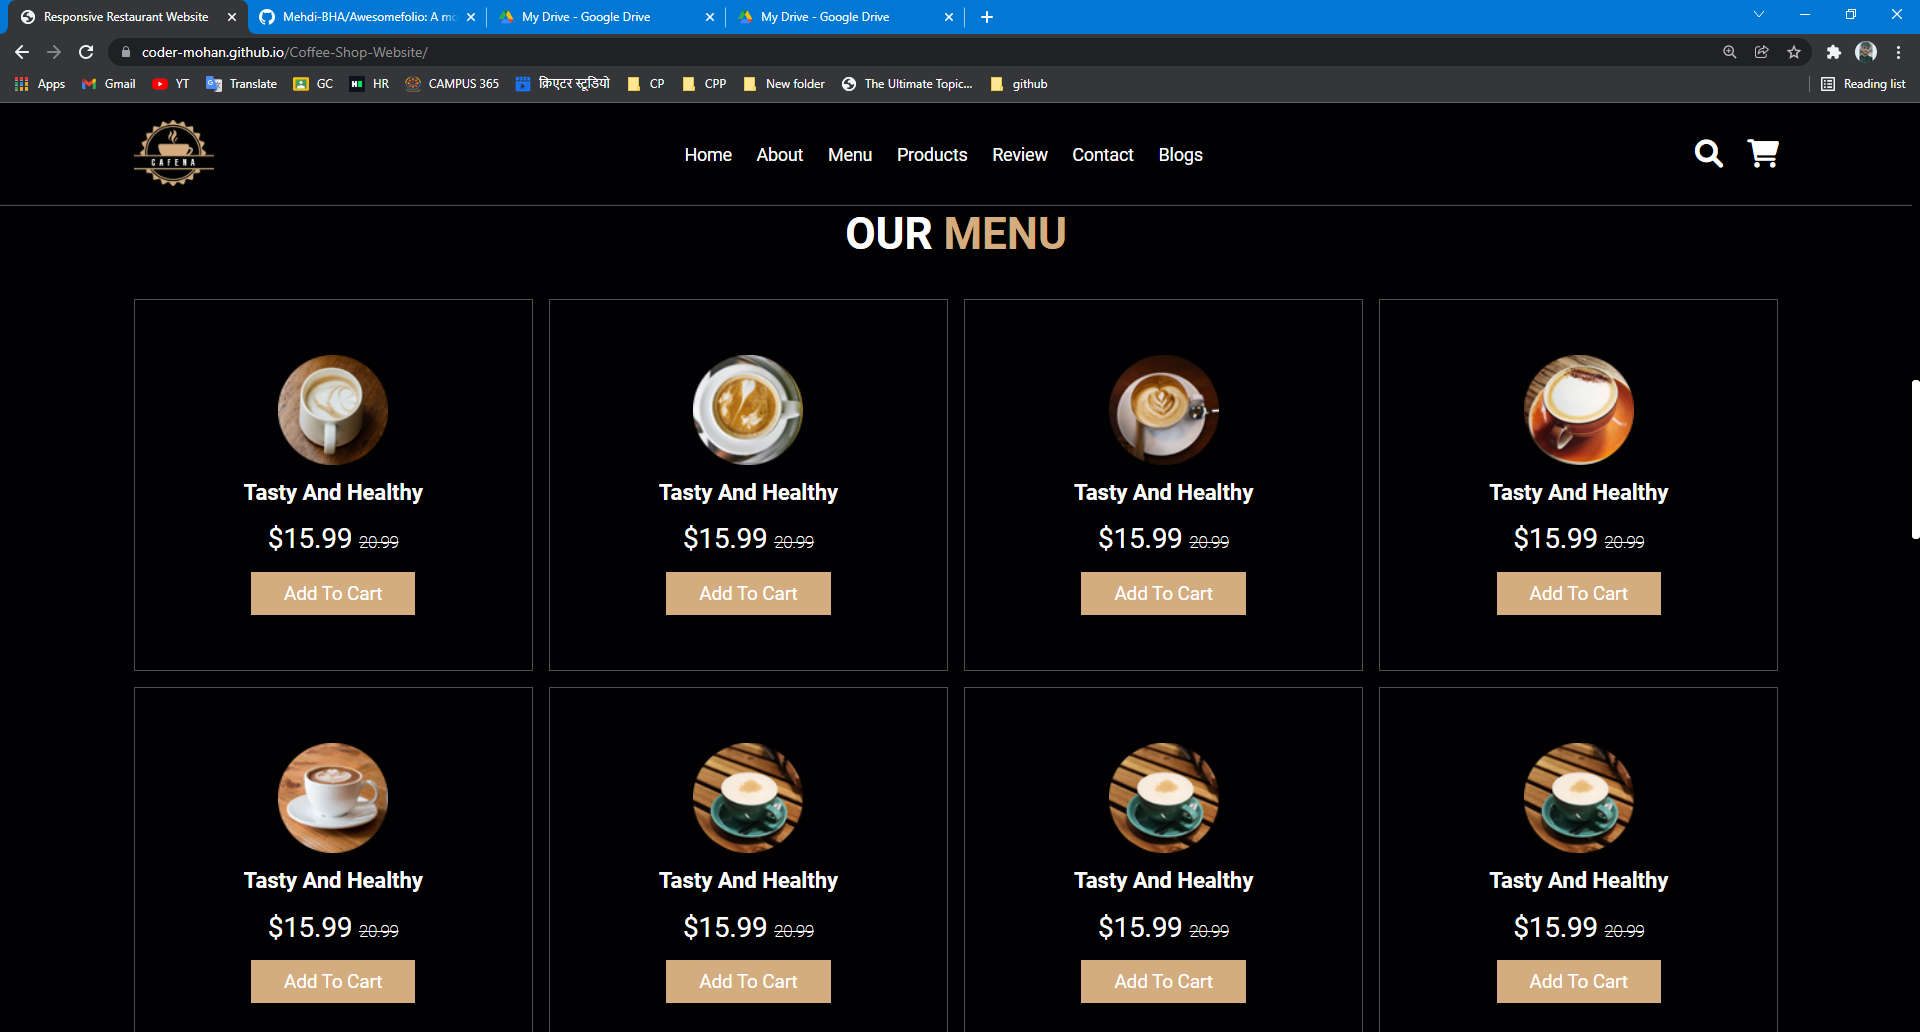 Responsive Restaurant Website
Mehdi-BHA/Awesomefolio: A mo
My Drive - Google Drive
My Drive - Google Drive
coder-mohan.github.io/Coffee-Shop-Website/
Apps Gmail YT Translate GC HR CAMPUS 365 क्रिएटर स्टूडियो CP CPP New folder The Ultimate Topic... github Reading list
CAFENA
Home About Menu Products Review Contact Blogs
OUR MENU
Tasty And Healthy Tasty And Healthy Tasty And Healthy Tasty And Healthy
$15.99 20.99 $15.99 20.99 $15.99 20.99 $15.99 20.99
Add To Cart Add To Cart Add To Cart Add To Cart
Tasty And Healthy Tasty And Healthy Tasty And Healthy Tasty And Healthy
$15.99 20.99 $15.99 20.99 $15.99 20.99 $15.99 20.99
Add To Cart Add To Cart Add To Cart Add To Cart